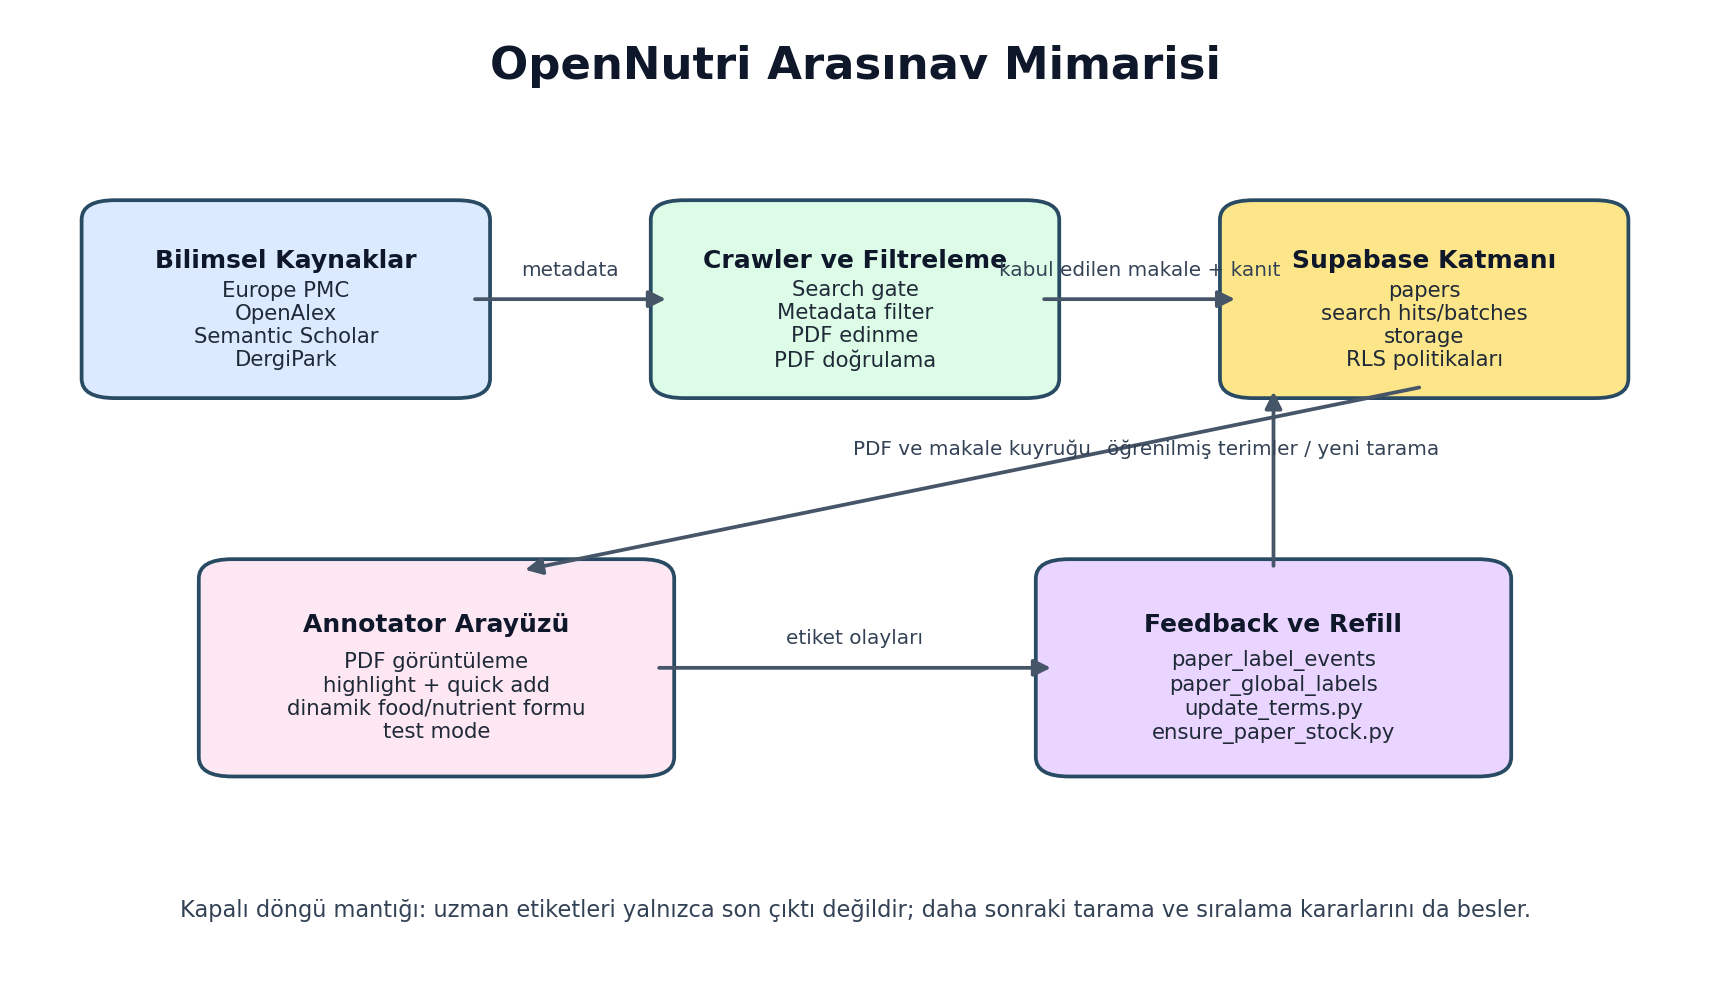 OpenNutri Arasınav Mimarisi
Bilimsel Kaynaklar
Europe PMC
OpenAlex
Semantic Scholar
DergiPark
metadata
Crawler ve Filtreleme
Search gate
Metadata filter
PDF edinme
PDF doğrulama
kabul edilen makale + kanıt
Supabase Katmanı
papers
search hits/batches
storage
RLS politikaları
PDF ve makale kuyruğu
öğrenilmiş terimler / yeni tarama
Annotator Arayüzü
PDF görüntüleme
highlight + quick add
dinamik food/nutrient formu
test mode
etiket olayları
Feedback ve Refill
paper_label_events
paper_global_labels
update_terms.py
ensure_paper_stock.py
Kapalı döngü mantığı: uzman etiketleri yalnızca son çıktı değildir; daha sonraki tarama ve sıralama kararlarını da besler.